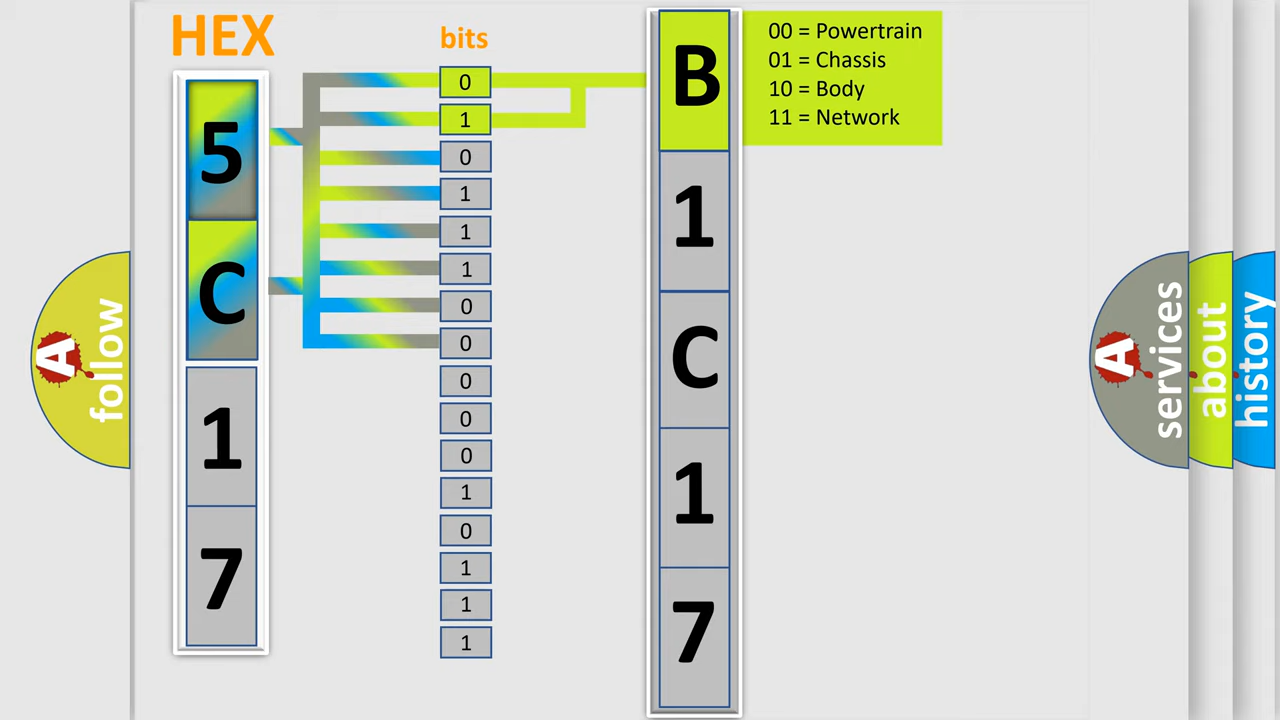 HEX
bits
5
C
1
7
0
1
0
1
1
1
0
0
0
0
0
1
0
1
1
1
B
1
C
1
7
00 = Powertrain
01 = Chassis
10 = Body
11 = Network
A
follow
A
services
about
history